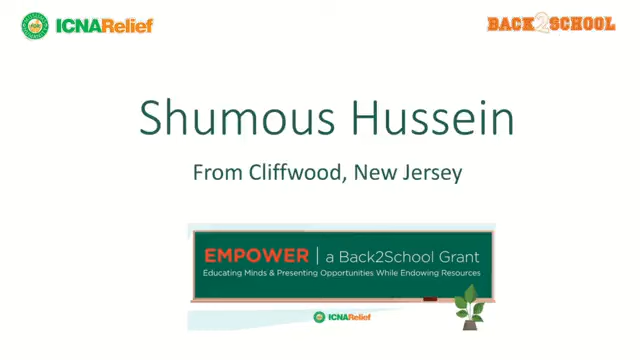 ICNARelief
BACK2SCHOOL
Shumous Hussein
From Cliffwood, New Jersey
EMPOWER | a Back2School Grant
Educating Minds & Presenting Opportunities While Endowing Resources
ICNARelief